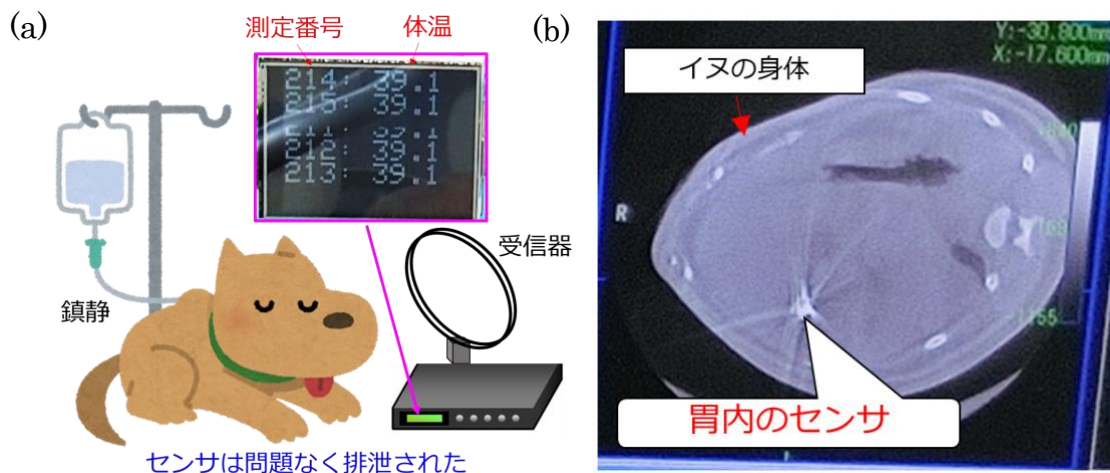 (a)
測定番号
体温
214: 39.1
215: 39.1
212: 39.1
213: 39.1
鎮静
受信器
センサは問題なく排泄された
(b)
Y:-30.800mm
X:-17.600mm
イヌの身体
R
胃内のセンサ